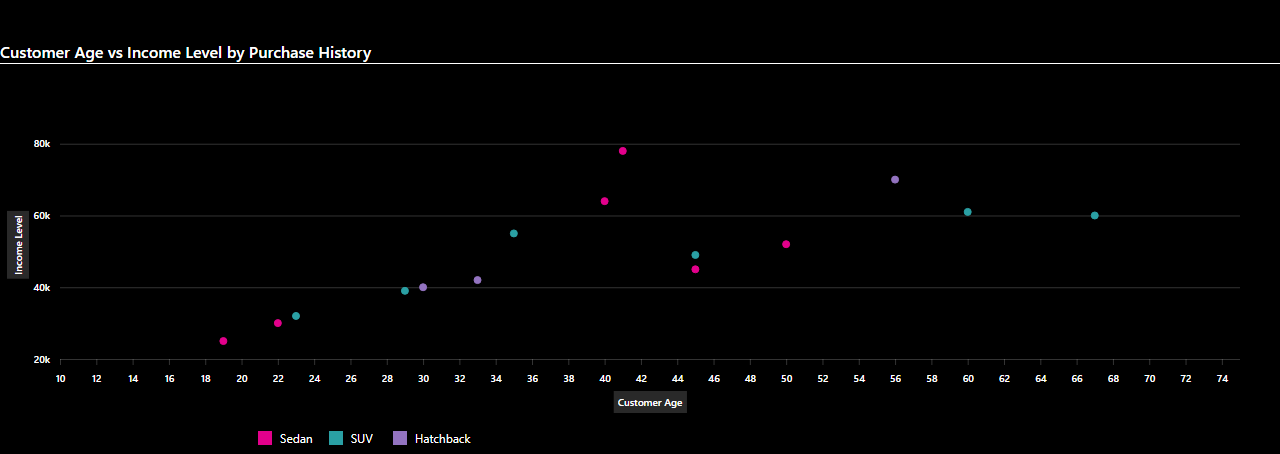 Customer Age vs Income Level by Purchase History
80k
60k
40k
20k
Income Level
10 12 14 16 18 20 22 24 26 28 30 32 34 36 38 40 42 44 46 48 50 52 54 56 58 60 62 64 66 68 70 72 74
Customer Age
Sedan SUV Hatchback